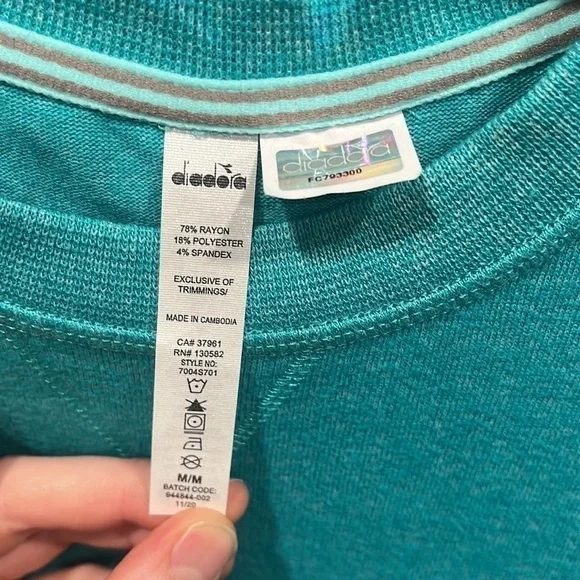 diadora
78% RAYON
18% POLYESTER
4% SPANDEX
EXCLUSIVE OF
TRIMMINGS/
MADE IN CAMBODIA
CA# 37961
RN# 130582
STYLE NO:
7004S701
M/M
BATCH CODE:
944844-002
11/20
diadora
FC793300